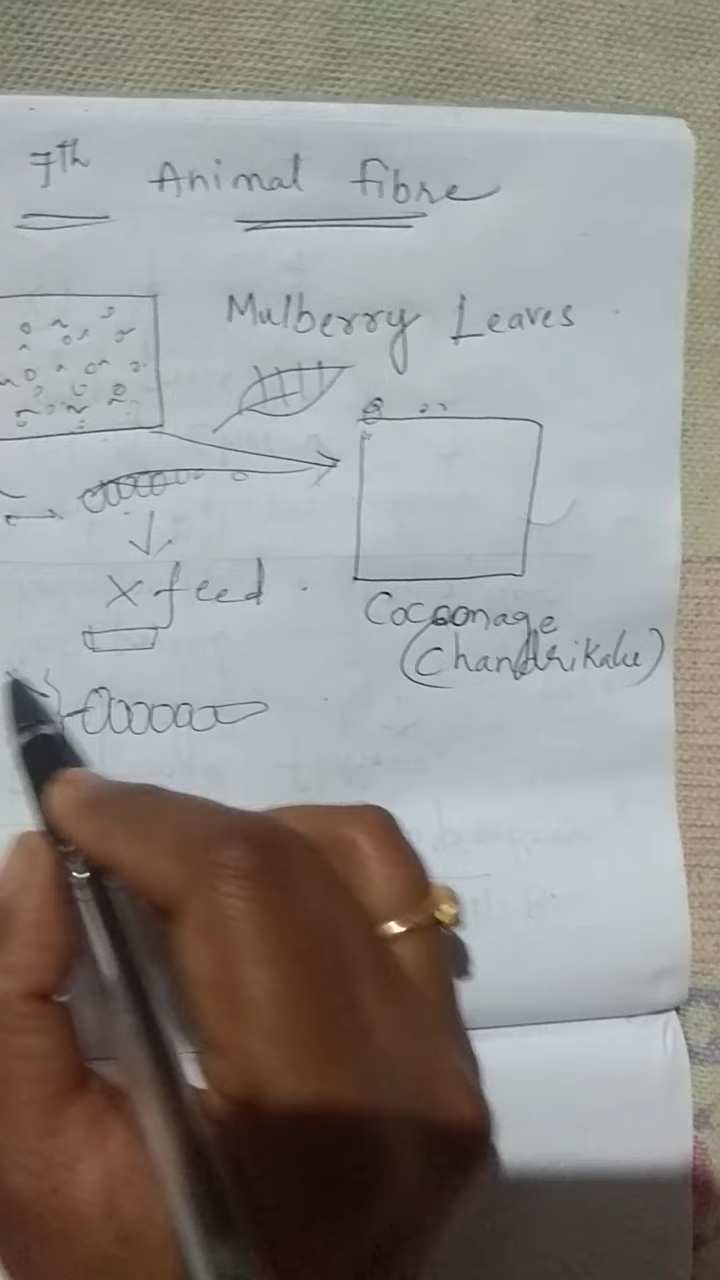 7th Animal fibre
Mulberry Leaves
X feed
Cocoonage
(Chandrikalu)